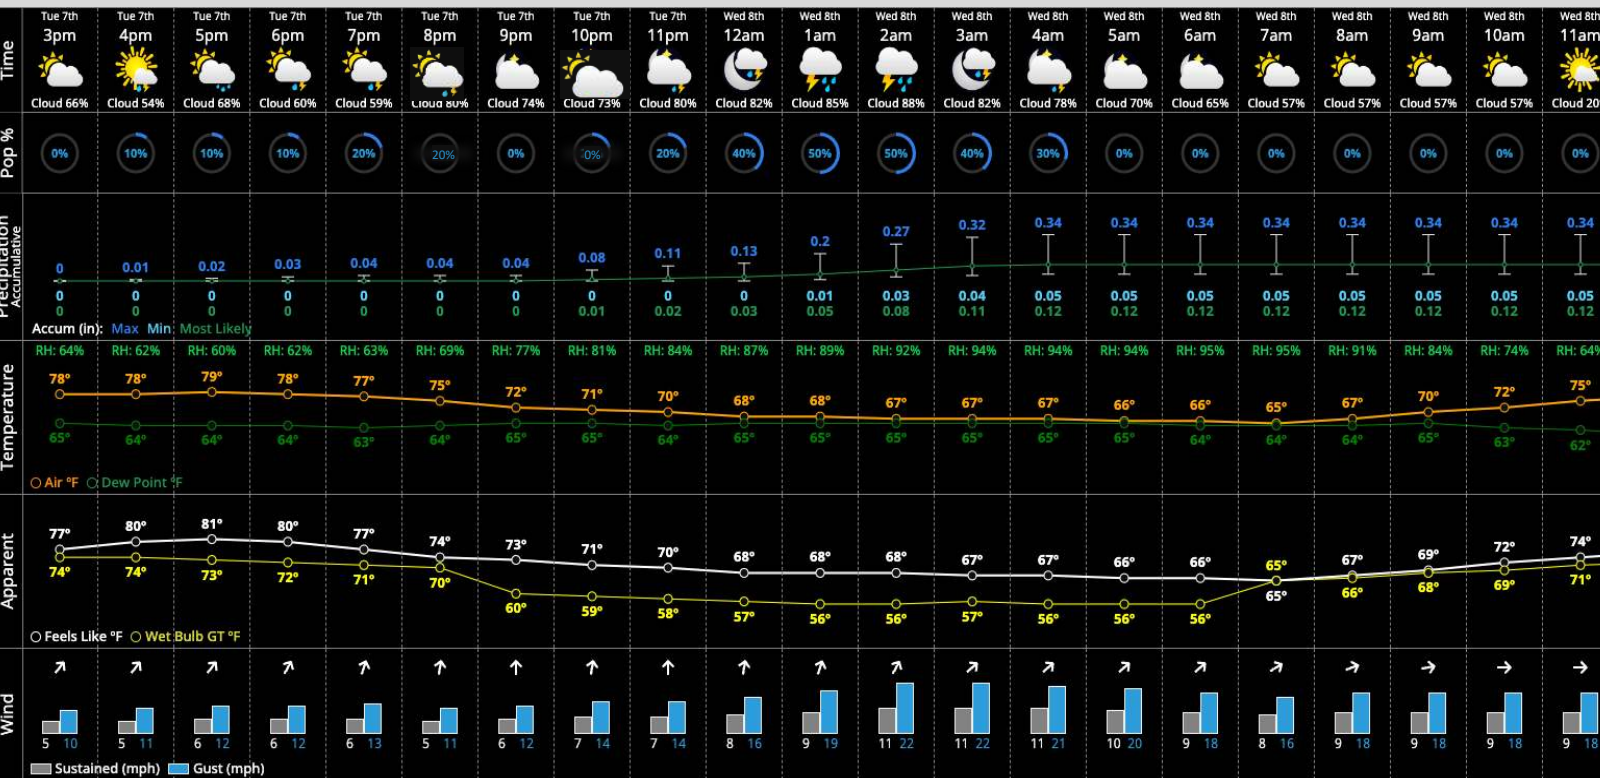 Tue 7th Tue 7th Tue 7th Tue 7th Tue 7th Tue 7th Tue 7th Tue 7th Tue 7th Wed 8th Wed 8th Wed 8th Wed 8th Wed 8th Wed 8th Wed 8th Wed 8th Wed 8th Wed 8th Wed 8th Wed 8th
Time 3pm 4pm 5pm 6pm 7pm 8pm 9pm 10pm 11pm 12am 1am 2am 3am 4am 5am 6am 7am 8am 9am 10am 11am
Cloud 66% Cloud 54% Cloud 68% Cloud 60% Cloud 59% Cloud 80% Cloud 74% Cloud 73% Cloud 80% Cloud 82% Cloud 85% Cloud 88% Cloud 82% Cloud 78% Cloud 70% Cloud 65% Cloud 57% Cloud 57% Cloud 57% Cloud 57% Cloud 20
Pop % 0% 10% 10% 10% 20% 20% 0% 0% 20% 40% 50% 50% 40% 30% 0% 0% 0% 0% 0% 0% 0%
Precipitation
Accumulative
0 0.01 0.02 0.03 0.04 0.04 0.04 0.08 0.11 0.13 0.2 0.27 0.32 0.34 0.34 0.34 0.34 0.34 0.34 0.34 0.34
0 0 0 0 0 0 0 0 0 0 0.01 0.03 0.04 0.05 0.05 0.05 0.05 0.05 0.05 0.05 0.05
0 0 0 0 0 0 0 0.01 0.02 0.03 0.05 0.08 0.11 0.12 0.12 0.12 0.12 0.12 0.12 0.12 0.12
Accum (in): Max Min Most Likely
Temperature
RH: 64% RH: 62% RH: 60% RH: 62% RH: 63% RH: 69% RH: 77% RH: 81% RH: 84% RH: 87% RH: 89% RH: 92% RH: 94% RH: 94% RH: 94% RH: 95% RH: 95% RH: 91% RH: 84% RH: 74% RH: 64%
78° 78° 79° 78° 77° 75° 72° 71° 70° 68° 68° 67° 67° 67° 66° 66° 65° 67° 70° 72° 75°
65° 64° 64° 64° 63° 64° 65° 65° 64° 65° 65° 65° 65° 65° 65° 64° 64° 64° 65° 63° 62°
Air ºF Dew Point ºF
Apparent
77° 80° 81° 80° 77° 74° 73° 71° 70° 68° 68° 68° 67° 67° 66° 66° 65° 67° 69° 72° 74°
74° 74° 73° 72° 71° 70° 60° 59° 58° 57° 56° 56° 57° 56° 56° 56° 65° 66° 68° 69° 71°
Feels Like ºF Wet Bulb GT ºF
Wind
5 10 5 11 6 12 6 12 6 13 5 11 6 12 7 14 7 14 8 16 9 19 11 22 11 22 11 21 10 20 9 18 8 16 9 18 9 18 9 18 9 18
Sustained (mph) Gust (mph)